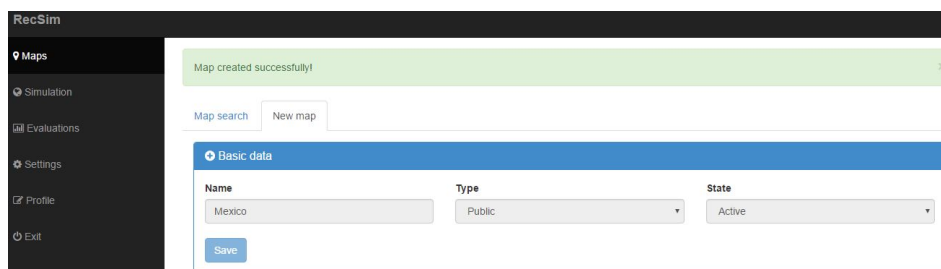 RecSim
Maps
Simulation
Evaluations
Settings
Profile
Exit
Map created successfully!
Map search New map
Basic data
Name Type State
Mexico Public Active
Save